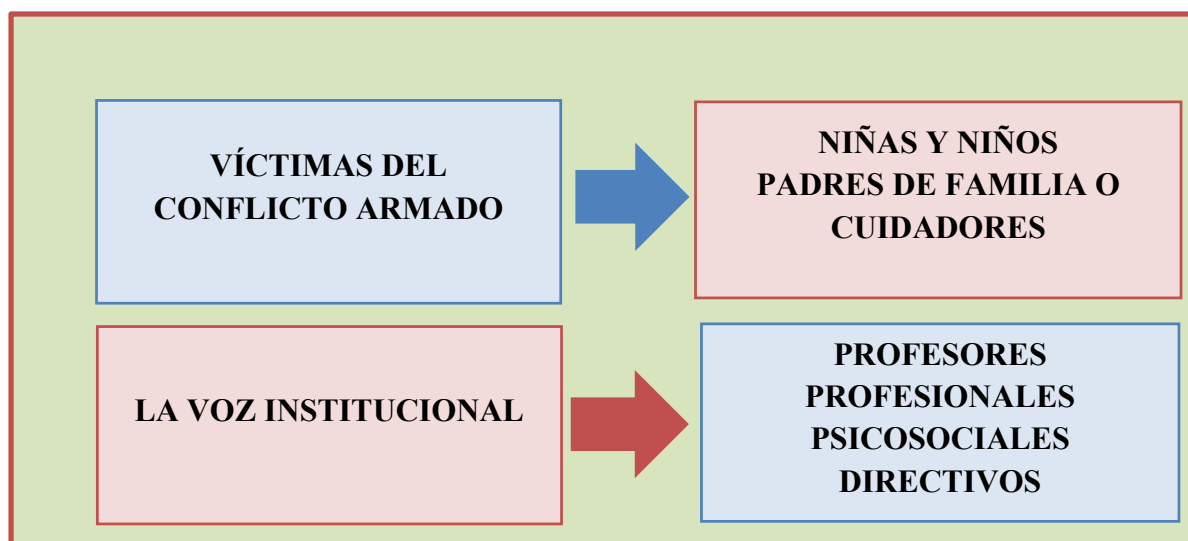 VÍCTIMAS DEL
CONFLICTO ARMADO
NIÑAS Y NIÑOS
PADRES DE FAMILIA O
CUIDADORES
LA VOZ INSTITUCIONAL
PROFESORES
PROFESIONALES
PSICOSOCIALES
DIRECTIVOS